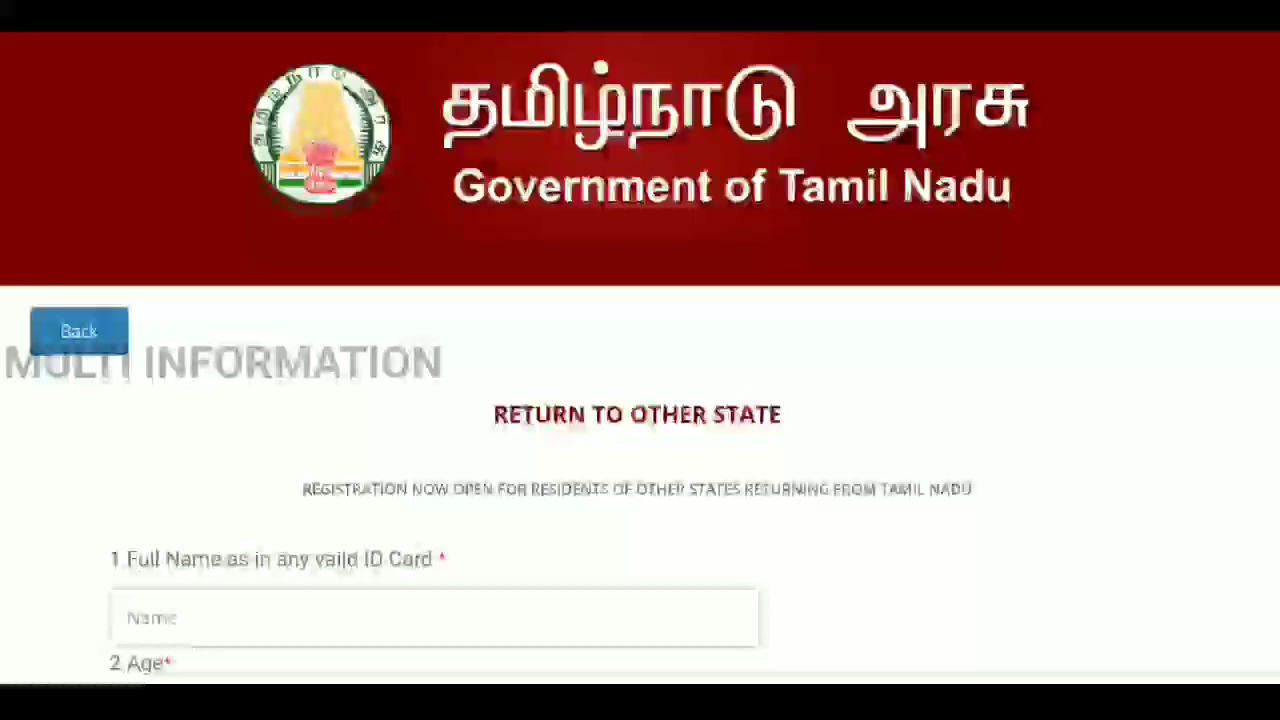 தமிழ்நாடு அரசு
Government of Tamil Nadu
Back
MULTI INFORMATION
RETURN TO OTHER STATE
REGISTRATION NOW OPEN FOR RESIDENTS OF OTHER STATES RETURNING FROM TAMIL NADU
1 Full Name as in any vaild ID Card *
Name
2 Age*